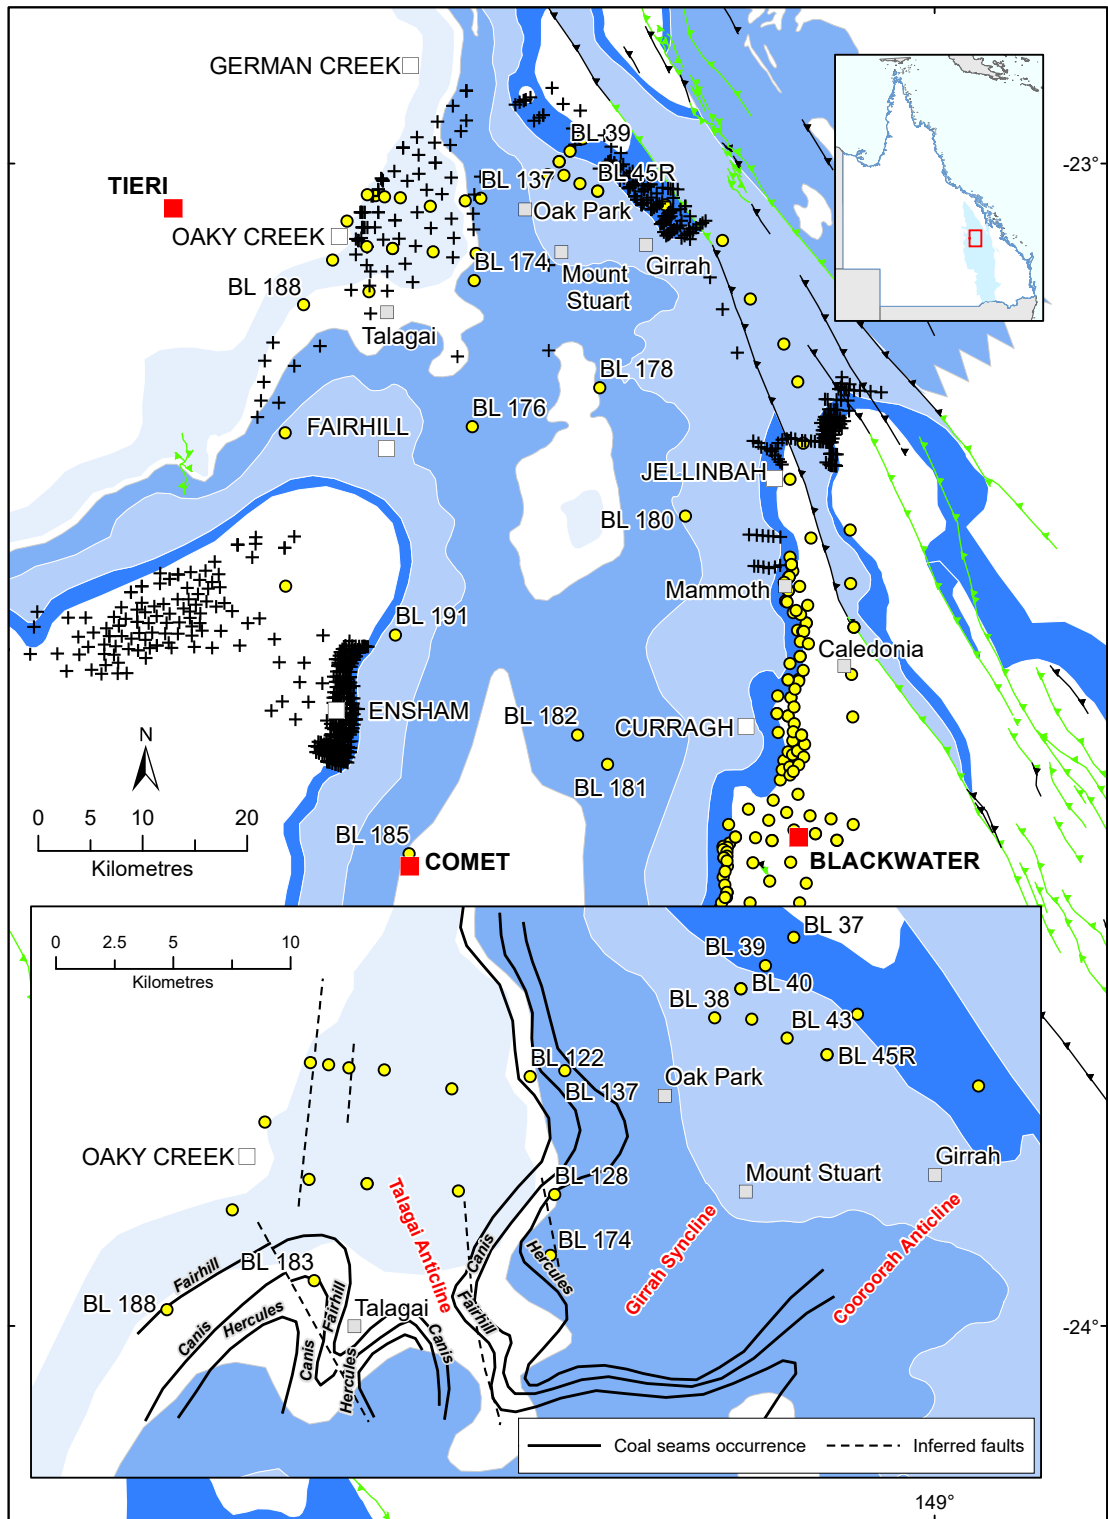 GERMAN CREEK
BL 39
-23°
TIERI
BL 137
BL 45R
Oak Park
OAKY CREEK
BL 174
Mount
Stuart
Girrah
BL 188
Talagai
BL 178
BL 176
FAIRHILL
JELLINBAH
BL 180
Mammoth
BL 191
Caledonia
ENSHAM
BL 182
CURRAGH
N
BL 181
0 5 10 20
Kilometres
BL 185
COMET
BLACKWATER
0 2.5 5 10
Kilometres
BL 37
BL 39
BL 40
BL 38
BL 43
BL 45R
BL 122
BL 137
Oak Park
OAKY CREEK
Girrah
BL 128
Mount Stuart
Talagai Anticline
Canis
Hercules
BL 174
Girrah Syncline
Cooroorah Anticline
Fairhill
BL 183
BL 188
Fairhill
Talagai
Fairhill
Canis
Hercules
Canis
Hercules
Canis
-24°
Coal seams occurrence
Inferred faults
149°